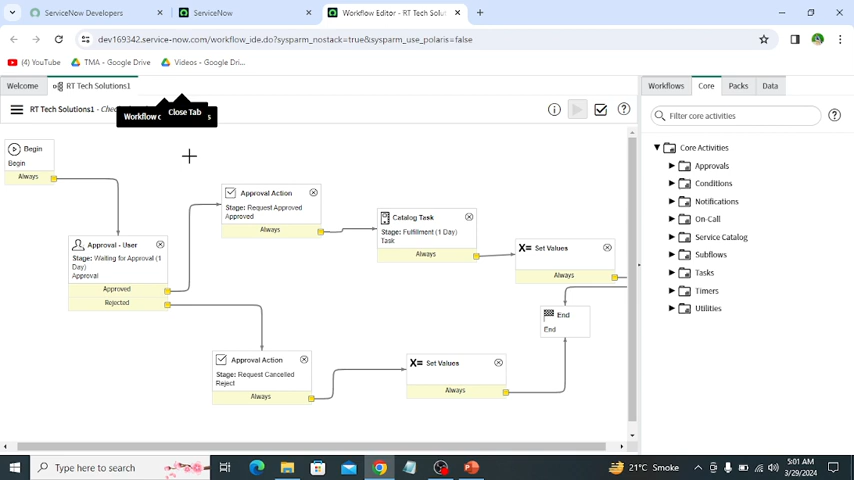 ServiceNow Developers
ServiceNow
Workflow Editor - RT Tech Solut
dev169342.service-now.com/workflow_ide.do?sysparm_nostack=true&sysparm_use_polaris=false
(4) YouTube
TMA - Google Drive
Videos - Google Dri...
Welcome
RT Tech Solutions1
Workflows
Core
Packs
Data
RT Tech Solutions1 - Che
Workflow
Close Tab
Filter core activities
Begin
Begin
Always
Approval - User
Stage: Waiting for Approval (1
Day)
Approval
Approved
Rejected
Approval Action
Stage: Request Approved
Approved
Always
Catalog Task
Stage: Fulfillment (1 Day)
Task
Always
X= Set Values
Always
End
End
Approval Action
Stage: Request Cancelled
Reject
Always
X= Set Values
Always
Core Activities
Approvals
Conditions
Notifications
On-Call
Service Catalog
Subflows
Tasks
Timers
Utilities
Type here to search
21°C Smoke
5:01 AM
3/29/2024